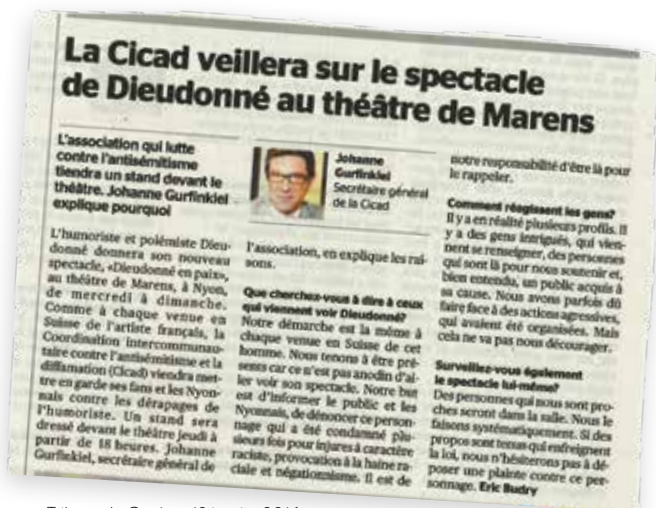 La Cicad veillera sur le spectacle
de Dieudonné au théâtre de Marens
L'association qui lutte
contre l'antisémitisme
tiendra un stand devant le
théâtre. Johanne Gurfinkiel
explique pourquoi
L'humoriste et polémiste Dieu-
donné donnera son nouveau
spectacle, «Dieudonné en paix»,
au théâtre de Marens, à Nyon,
de mercredi à dimanche.
Comme à chaque venue en
Suisse de l'artiste français, la
Coordination intercommunau-
taire contre l'antisémitisme et la
diffamation (Cicad) viendra met-
tre en garde ses fans et les Nyon-
nais contre les dérapages de
l'humoriste. Un stand sera
dressé devant le théâtre jeudi à
partir de 18 heures. Johanne
Gurfinkiel, secrétaire général de
Johanne
Gurfinkiel
Secrétaire général
de la Cicad
l'association, en explique les rai-
sons.
Que cherchez-vous à dire à ceux
qui viennent voir Dieudonné?
Notre démarche est la même à
chaque venue en Suisse de cet
homme. Nous tenons à être pré-
sents car ce n'est pas anodin d'al-
ler voir son spectacle. Notre but
est d'informer le public et les
Nyonnais, de dénoncer ce person-
nage qui a été condamné plu-
sieurs fois pour injures à caractère
raciste, provocation à la haine ra-
ciale et négationnisme. Il est de
notre responsabilité d'être là pour
le rappeler.
Comment réagissent les gens?
Il y a en réalité plusieurs profils. Il
y a des gens intrigués, qui vien-
nent se renseigner, des personnes
qui sont là pour nous soutenir et,
bien entendu, un public acquis à
sa cause. Nous avons parfois dû
faire face à des actions agressives,
qui avaient été organisées. Mais
cela ne va pas nous décourager.
Surveillez-vous également
le spectacle lui-même?
Des personnes qui nous sont pro-
ches seront dans la salle. Nous le
faisons systématiquement. Si des
propos sont tenus qui enfreignent
la loi, nous n'hésiterons pas à dé-
poser une plainte contre ce per-
sonnage. Eric Budry